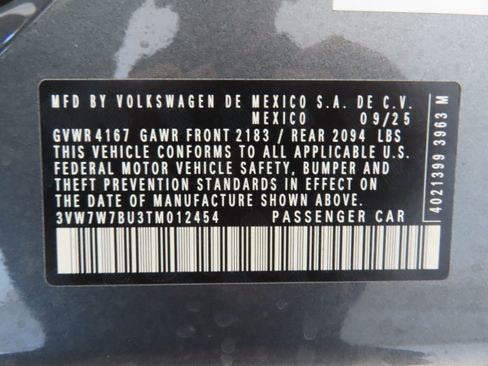 MFD BY VOLKSWAGEN DE MEXICO S.A. DE C.V.
MEXICO 09/25
GVWR 4167 GAWR FRONT 2183 / REAR 2094 LBS
THIS VEHICLE CONFORMS TO ALL APPLICABLE U.S.
FEDERAL MOTOR VEHICLE SAFETY, BUMPER AND
THEFT PREVENTION STANDARDS IN EFFECT ON
THE DATE OF MANUFACTURE SHOWN ABOVE.
3VW7W7BU3TM012454 PASSENGER CAR
4021399 3963 M